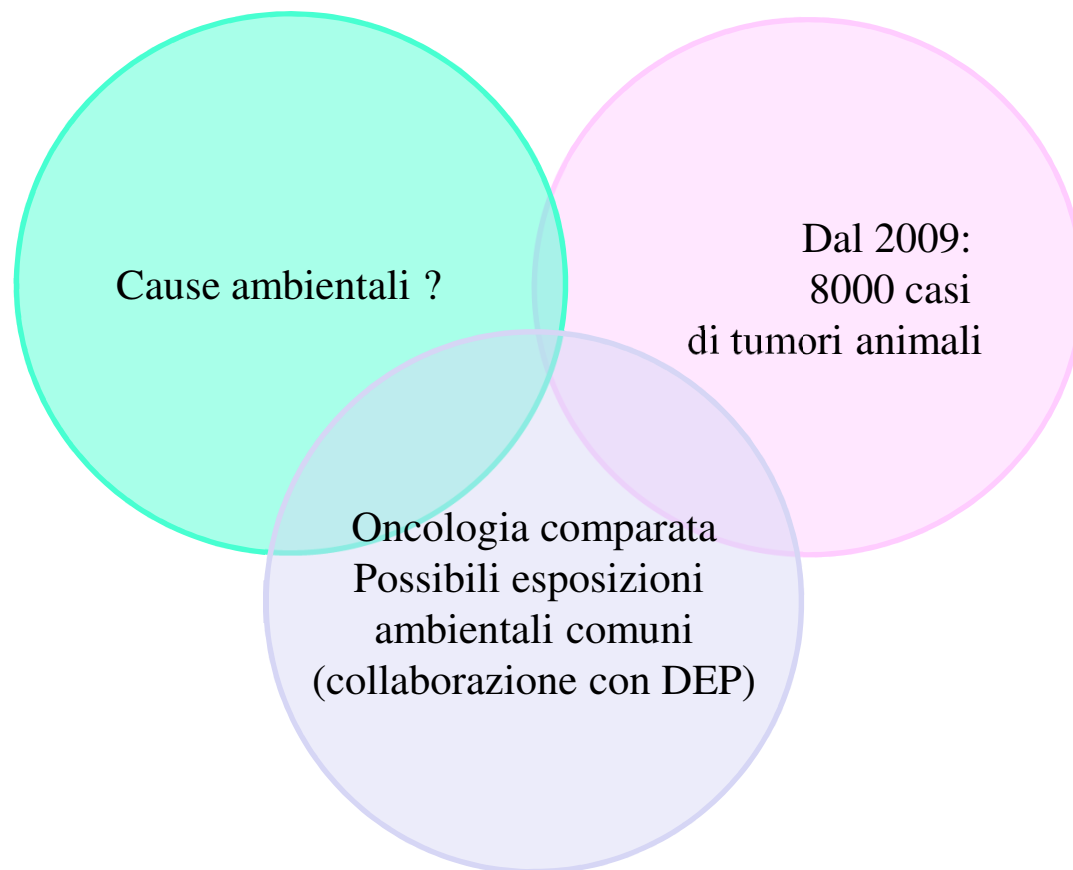 Cause ambientali ?
Dal 2009:
8000 casi
di tumori animali
Oncologia comparata
Possibili esposizioni
ambientali comuni
(collaborazione con DEP)